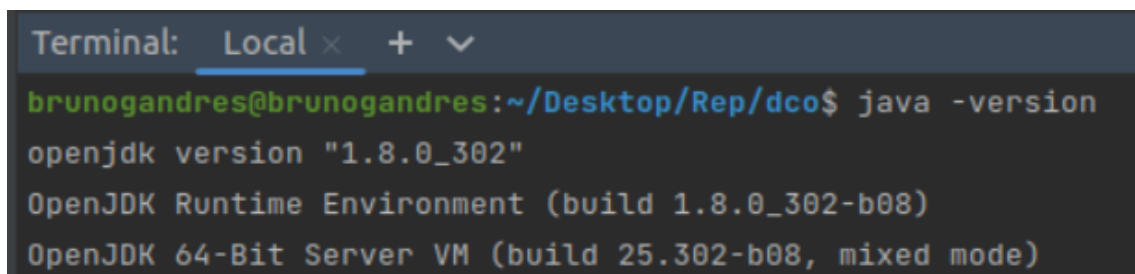 Terminal: Local × +
brunogandres@brunogandres:~/Desktop/Rep/dco$ java -version
openjdk version "1.8.0_302"
OpenJDK Runtime Environment (build 1.8.0_302-b08)
OpenJDK 64-Bit Server VM (build 25.302-b08, mixed mode)